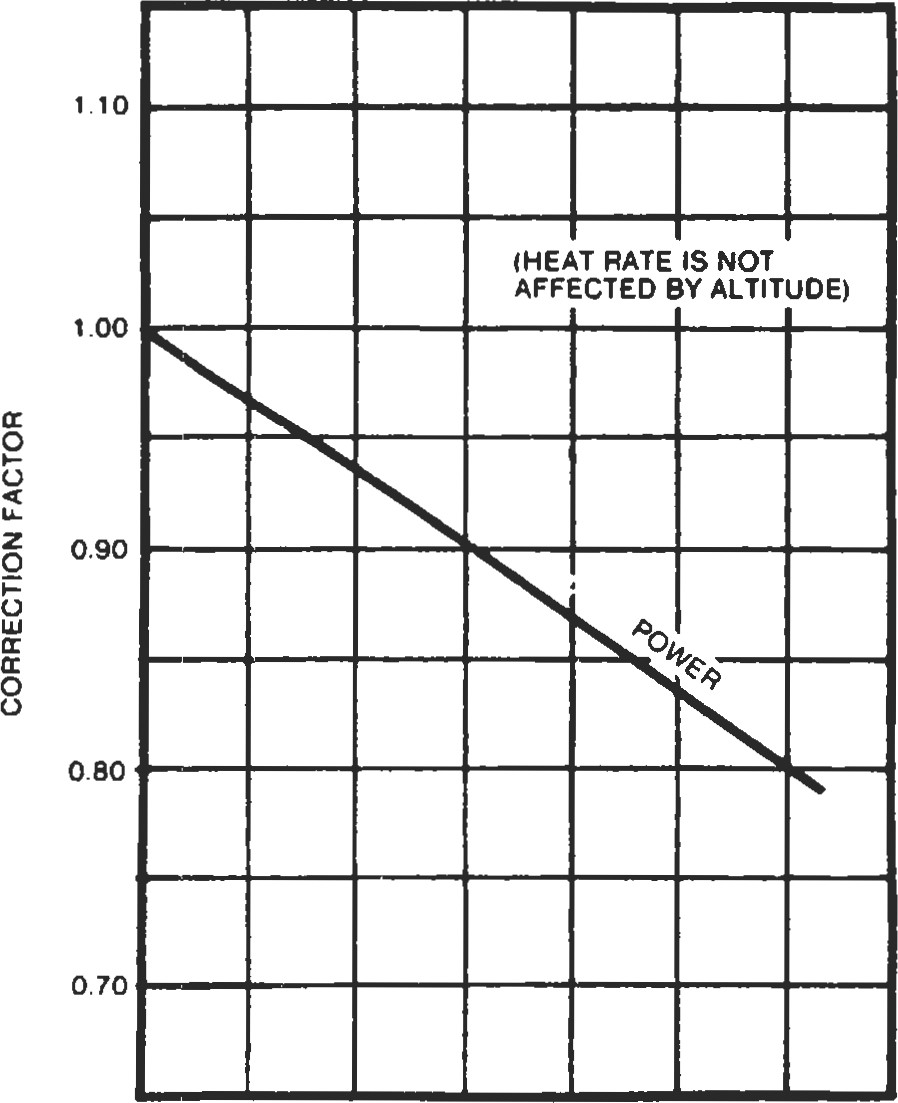 1.10
(HEAT RATE IS NOT
AFFECTED BY ALTITUDE)
1.00
CORRECTION FACTOR
0.90
POWER
0.80
0.70